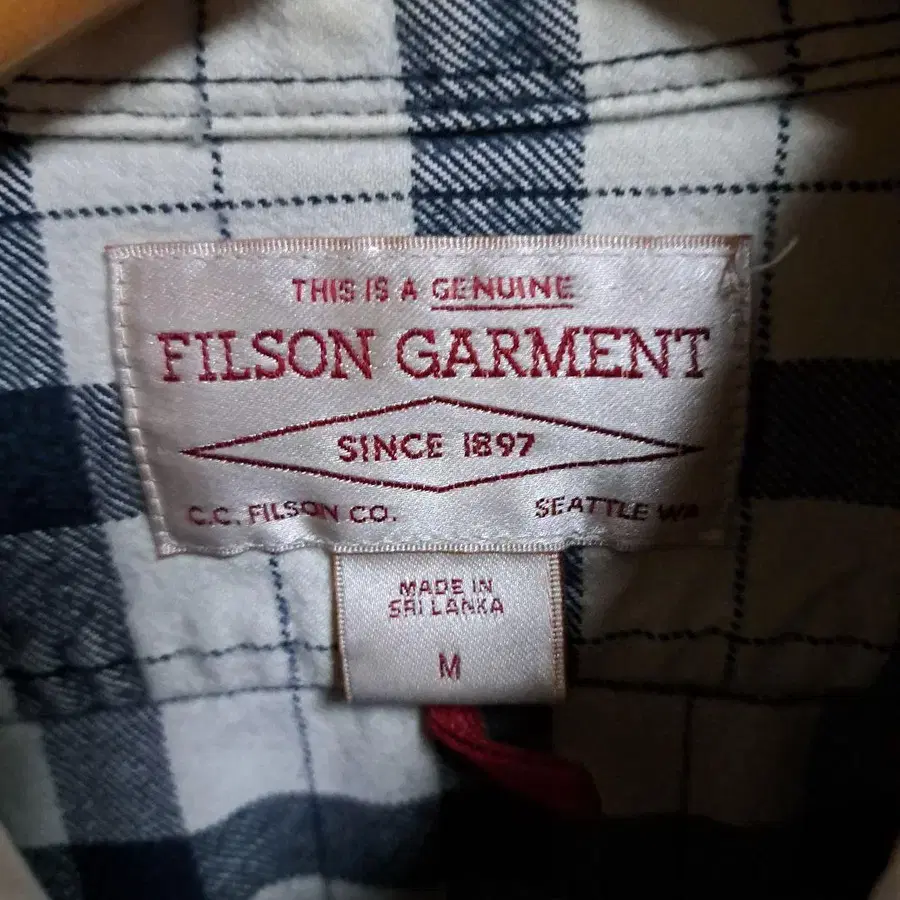 THIS IS A GENUINE
FILSON GARMENT
SINCE 1897
C.C. FILSON CO. SEATTLE WA
MADE IN
SRI LANKA
M